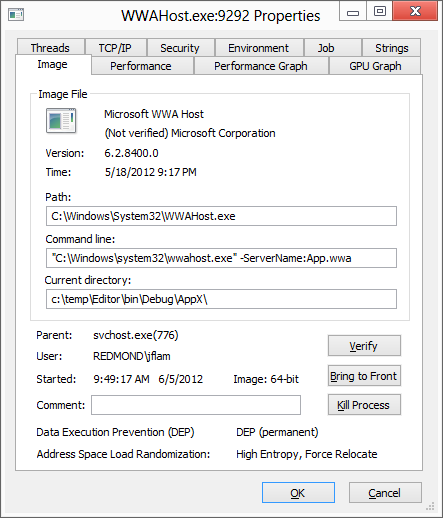 WWAHost.exe:9292 Properties
Threads TCP/IP Security Environment Job Strings
Image Performance Performance Graph GPU Graph
Image File
Microsoft WWA Host
(Not verified) Microsoft Corporation
Version: 6.2.8400.0
Time: 5/18/2012 9:17 PM
Path:
C:\Windows\System32\WWAHost.exe
Command line:
"C:\Windows\system32\wwahost.exe" -ServerName:App.wwa
Current directory:
c:\temp\Editor\bin\Debug\AppX\
Parent: svchost.exe(776)
User: REDMOND\jflam
Verify
Started: 9:49:17 AM 6/5/2012 Image: 64-bit
Bring to Front
Comment:
Kill Process
Data Execution Prevention (DEP) DEP (permanent)
Address Space Load Randomization: High Entropy, Force Relocate
OK Cancel